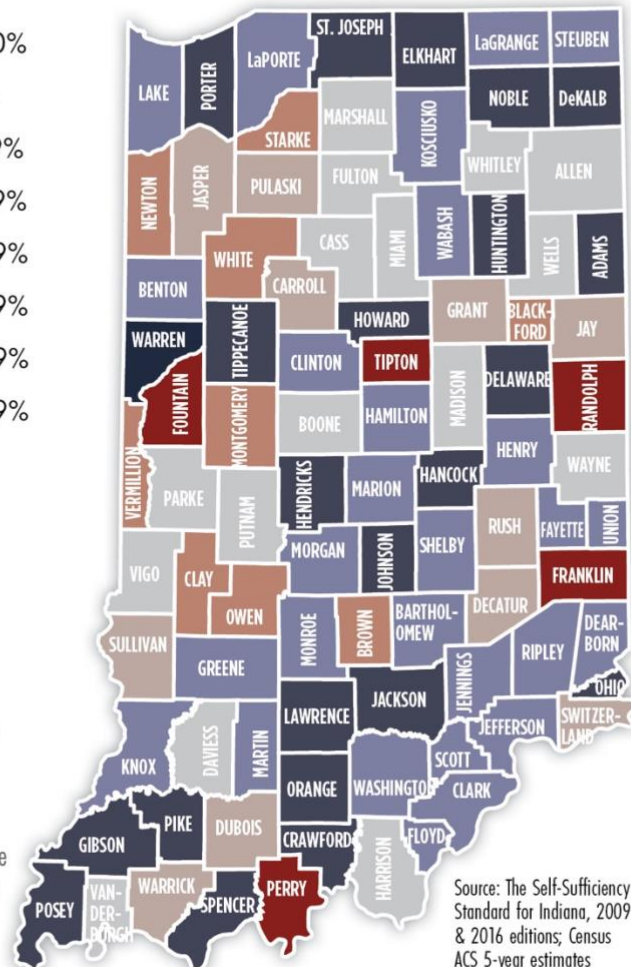 0%
9%
9%
9%
9%
9%
ST. JOSEPH
LaGRANGE
STEUBEN
LaPORTE
ELKHART
LAKE
PORTER
NOBLE
DeKALB
MARSHALL
KOSCIUSKO
STARKE
WHITLEY
ALLEN
NEWTON
JASPER
PULASKI
FULTON
WABASH
HUNTINGTON
CASS
MIAMI
WELLS
ADAMS
WHITE
BENTON
CARROLL
GRANT
BLACK-
FORD
JAY
HOWARD
WARREN
TIPPECANOE
CLINTON
TIPTON
DELAWARE
RANDOLPH
FOUNTAIN
MONTGOMERY
BOONE
HAMILTON
MADISON
HENRY
WAYNE
VERMILLION
PARKE
PUTNAM
HENDRICKS
MARION
HANCOCK
RUSH
FAYETTE
UNION
MORGAN
JOHNSON
SHELBY
VIGO
CLAY
FRANKLIN
OWEN
DECATUR
BROWN
BARTHOL-
OMEW
SULLIVAN
MONROE
DEAR-
BORN
RIPLEY
GREENE
JENNINGS
OHIO
JACKSON
LAWRENCE
SWITZER-
LAND
JEFFERSON
KNOX
DAVIESS
MARTIN
SCOTT
ORANGE
WASHINGTON
CLARK
PIKE
DUBOIS
GIBSON
CRAWFORD
FLOYD
HARRISON
WARRICK
PERRY
POSEY
VAN-
DER-
BURGH
SPENCER
Source: The Self-Sufficiency
Standard for Indiana, 2009
& 2016 editions; Census
ACS 5-year estimates